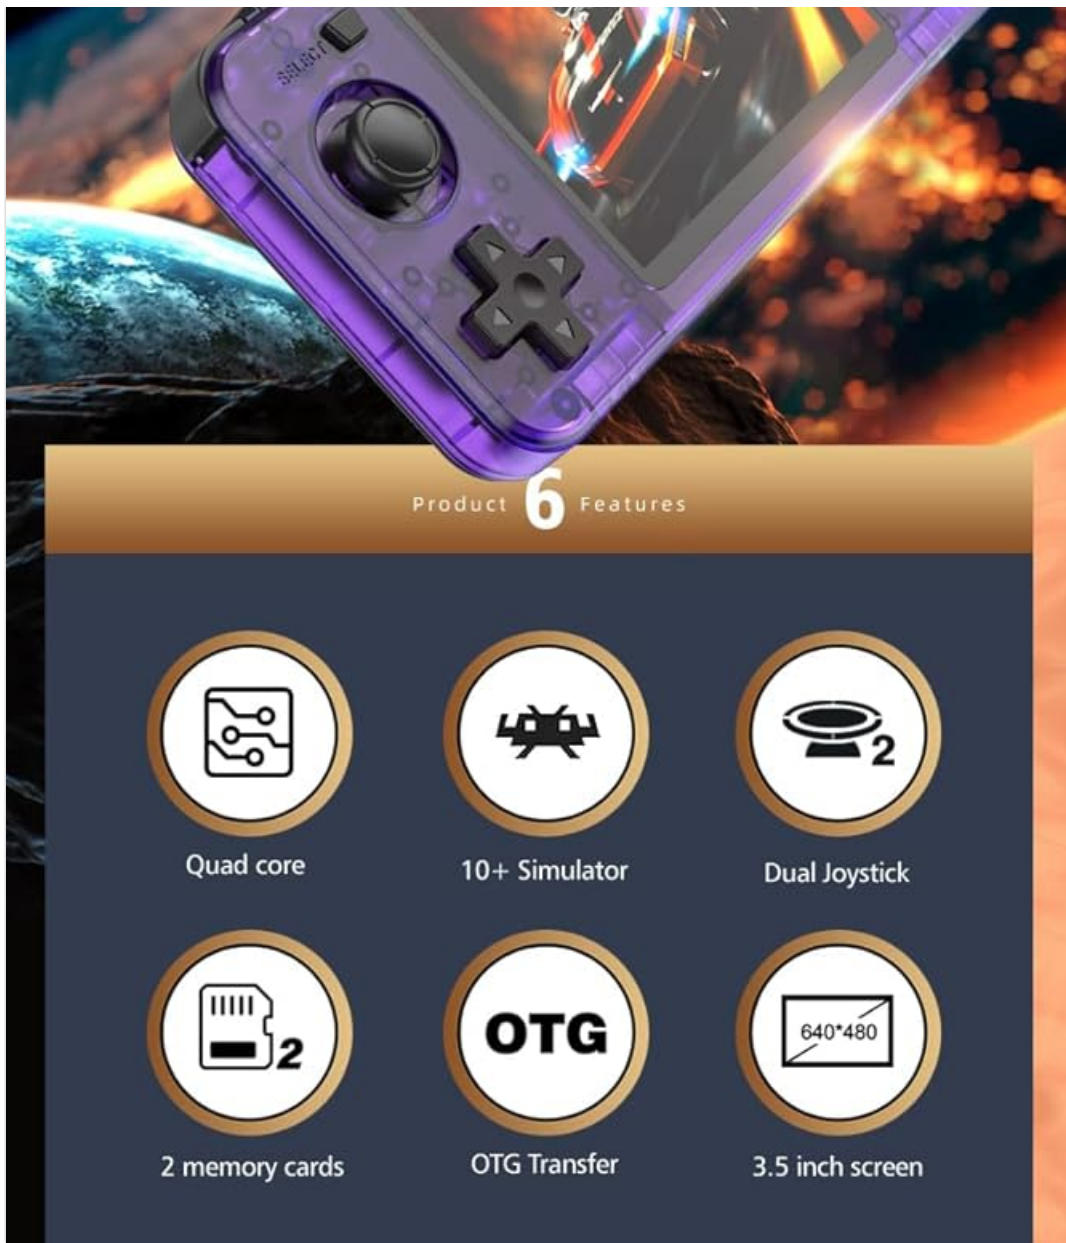 SELECT
Product 6 Features
Quad core
10+ Simulator
2
Dual Joystick
2
2 memory cards
OTG
OTG Transfer
640*480
3.5 inch screen